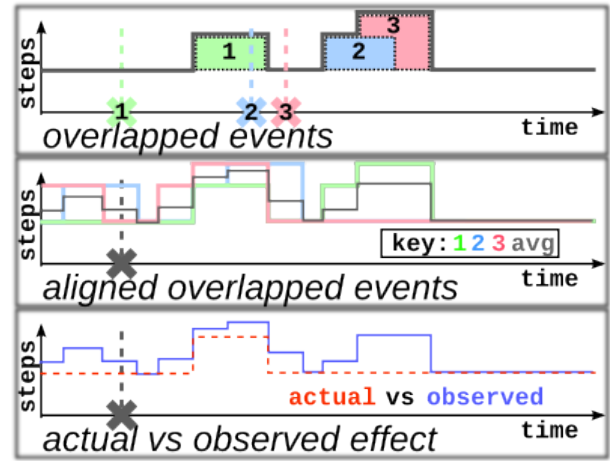 steps
1
2
3
1
2
3
time
overlapped events
steps
key: 1 2 3 avg
time
aligned overlapped events
steps
actual vs observed
time
actual vs observed effect